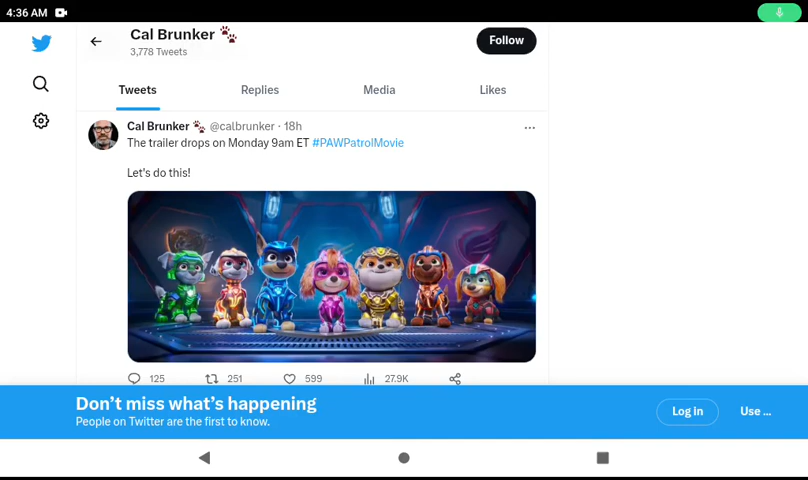 4:36 AM
Cal Brunker
3,778 Tweets
Follow
Tweets Replies Media Likes
Cal Brunker @calbrunker · 18h
The trailer drops on Monday 9am ET #PAWPatrolMovie
Let's do this!
125 251 599 27.9K
Don't miss what's happening
People on Twitter are the first to know.
Log in Use ...